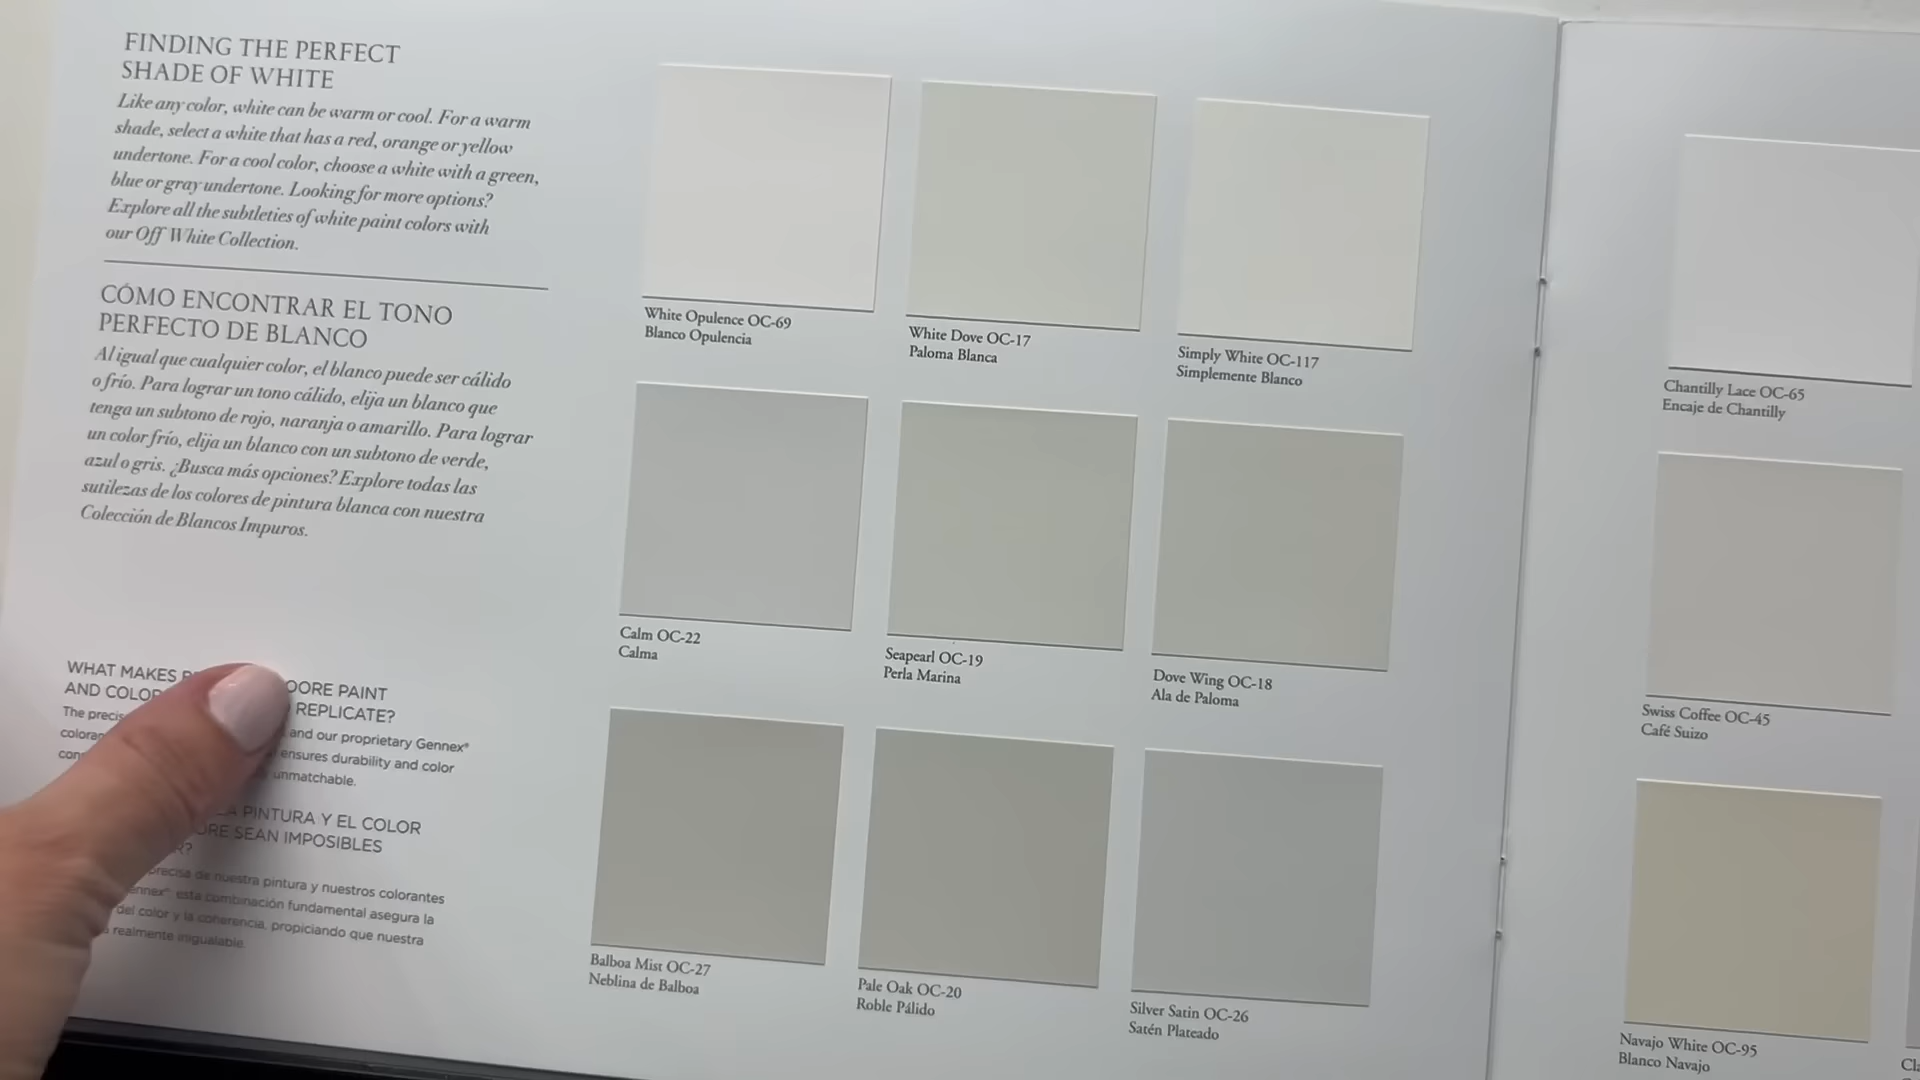 FINDING THE PERFECT
SHADE OF WHITE
Like any color, white can be warm or cool. For a warm
shade, select a white that has a red, orange or yellow
undertone. For a cool color, choose a white with a green,
blue or gray undertone. Looking for more options?
Explore all the subtleties of white paint colors with
our Off White Collection.
CÓMO ENCONTRAR EL TONO
PERFECTO DE BLANCO
Al igual que cualquier color, el blanco puede ser cálido
o frío. Para lograr un tono cálido, elija un blanco que
tenga un subtono de rojo, naranja o amarillo. Para lograr
un color frío, elija un blanco con un subtono de verde,
azul o gris. ¿Busca más opciones? Explore todas las
sutilezas de los colores de pintura blanca con nuestra
Colección de Blancos Impuros.
WHAT MAKES OORE PAINT
AND COLOR REPLICATE?
The precis and our proprietary Gennex®
coloran ensures durability and color
con unmatchable.
LA PINTURA Y EL COLOR
ORE SEAN IMPOSIBLES
R?
precisa de nuestra pintura y nuestros colorantes
ennex® esta combinación fundamental asegura la
del color y la coherencia, propiciando que nuestra
realmente inigualable.
White Opulence OC-69
Blanco Opulencia
White Dove OC-17
Paloma Blanca
Simply White OC-117
Simplemente Blanco
Calm OC-22
Calma
Seapearl OC-19
Perla Marina
Dove Wing OC-18
Ala de Paloma
Balboa Mist OC-27
Neblina de Balboa
Pale Oak OC-20
Roble Pálido
Silver Satin OC-26
Satén Plateado
Chantilly Lace OC-65
Encaje de Chantilly
Swiss Coffee OC-45
Café Suizo
Navajo White OC-95
Blanco Navajo